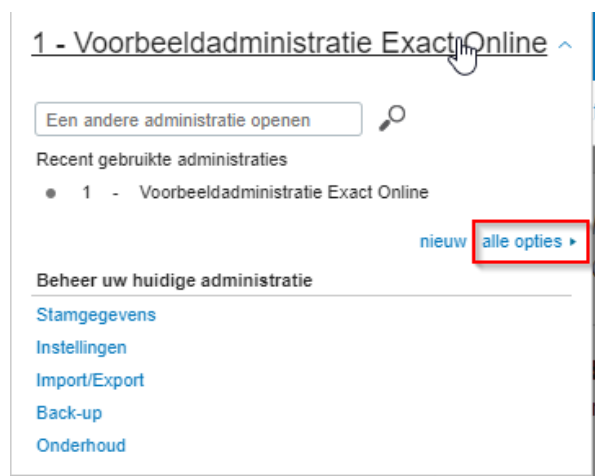 1 - Voorbeeldadministratie Exact Online
Een andere administratie openen
Recent gebruikte administraties
1 - Voorbeeldadministratie Exact Online
nieuw alle opties
Beheer uw huidige administratie
Stamgegevens
Instellingen
Import/Export
Back-up
Onderhoud